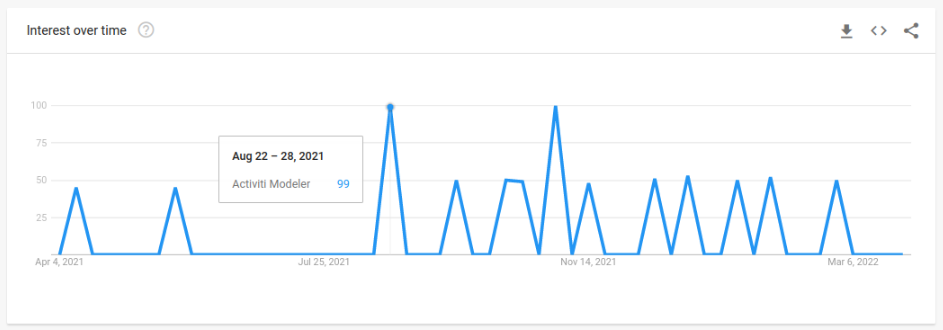 Interest over time
100
75
50
25
Aug 22 – 28, 2021
Activiti Modeler 99
Apr 4, 2021 Jul 25, 2021 Nov 14, 2021 Mar 6, 2022